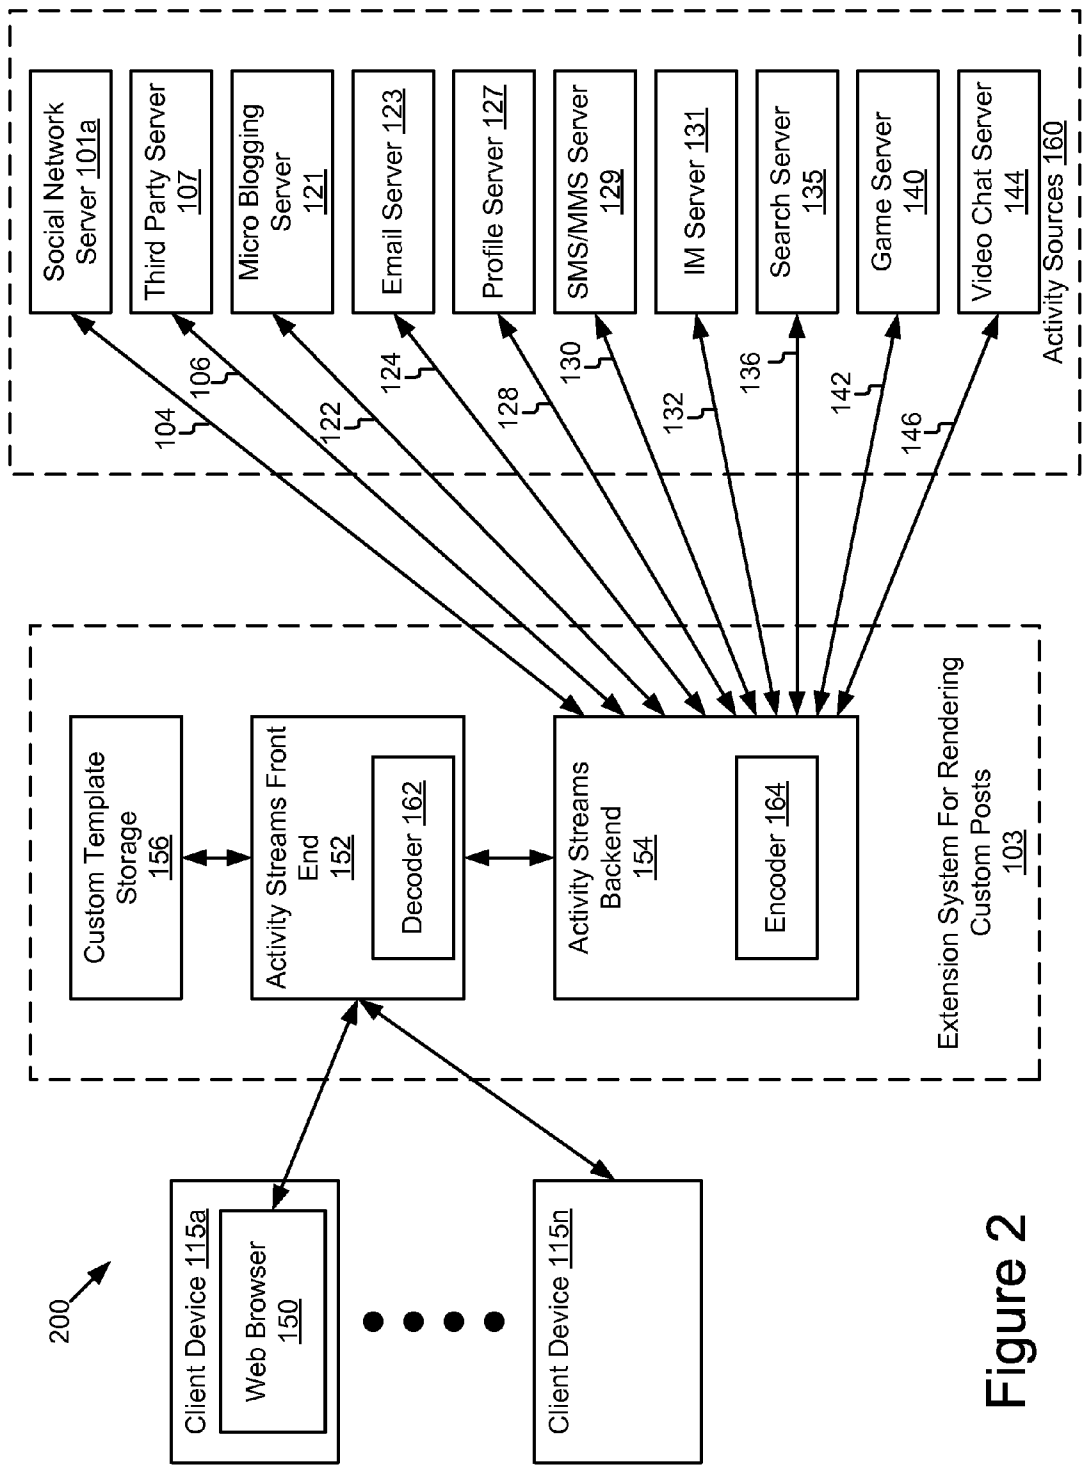 200
Client Device 115a
Web Browser
150
Client Device 115n
Custom Template
Storage
156
Activity Streams Front
End
152
Decoder 162
Activity Streams
Backend
154
Encoder 164
Extension System For Rendering
Custom Posts
103
104
106
122
124
128
130
132
136
142
146
Social Network
Server 101a
Third Party Server
107
Micro Blogging
Server
121
Email Server 123
Profile Server 127
SMS/MMS Server
129
IM Server 131
Search Server
135
Game Server
140
Video Chat Server
144
Activity Sources 160
Figure 2